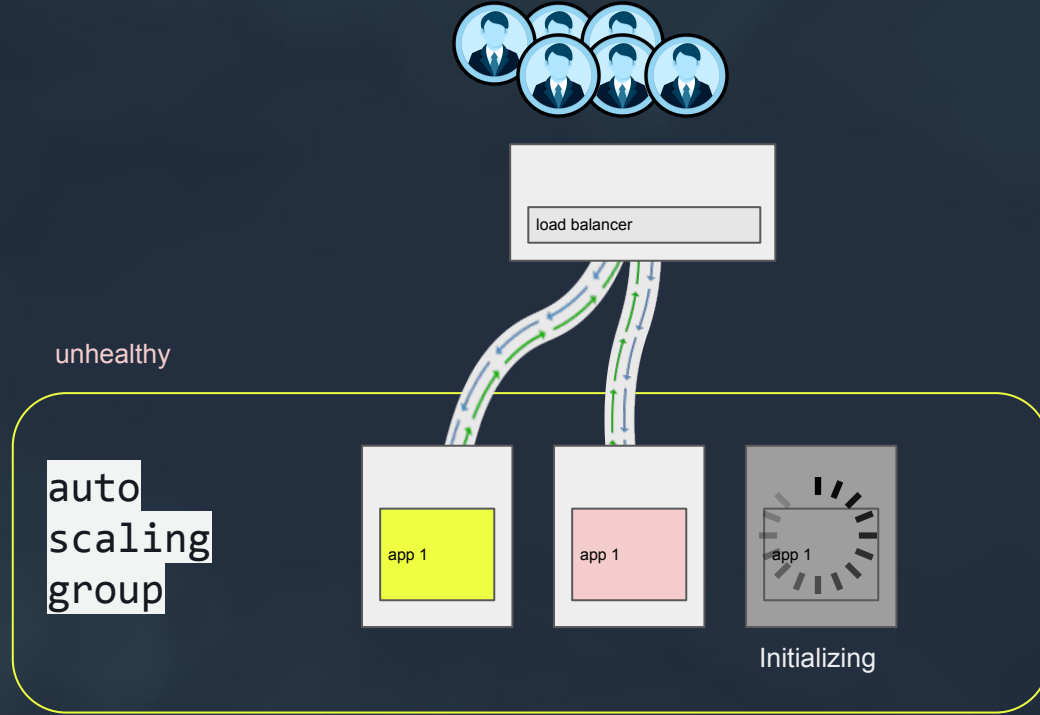 load balancer
unhealthy
auto
scaling
group
app 1
app 1
app 1
Initializing